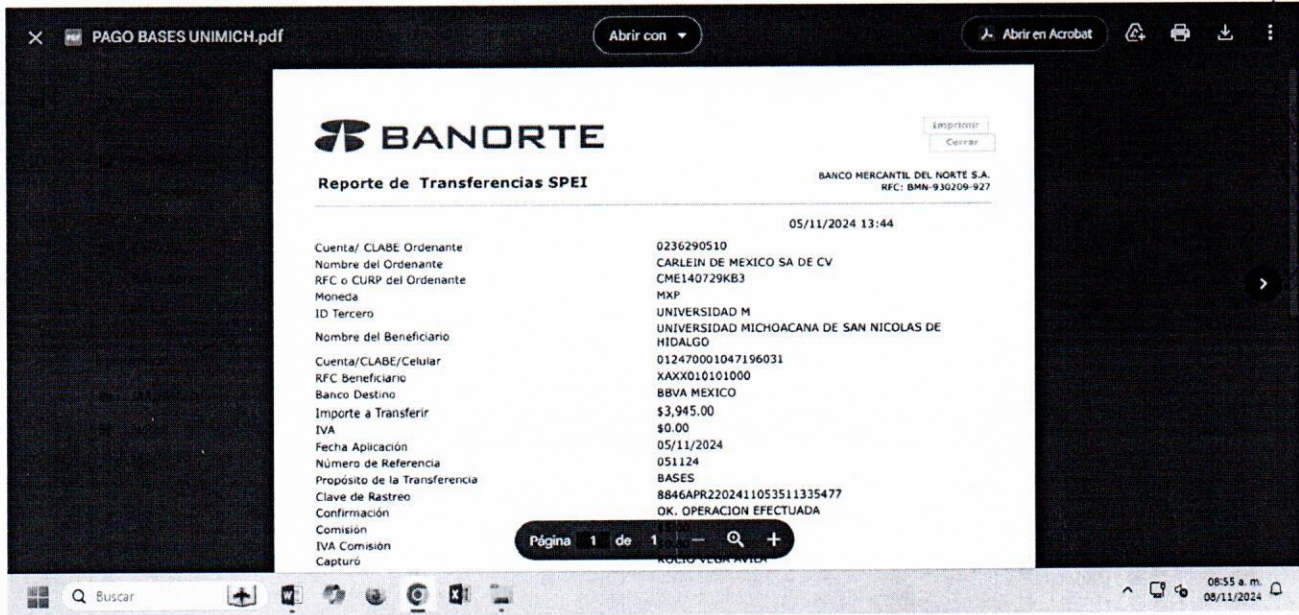 PAGO BASES UNIMICH.pdf
Abrir con
Abrir en Acrobat
BANORTE
Imprimir
Cerrar
Reporte de Transferencias SPEI
BANCO MERCANTIL DEL NORTE S.A.
RFC: BMN-930209-927
05/11/2024 13:44
Cuenta/ CLABE Ordenante 0236290510
Nombre del Ordenante CARLEIN DE MEXICO SA DE CV
RFC o CURP del Ordenante CME140729KB3
Moneda MXP
ID Tercero UNIVERSIDAD M
Nombre del Beneficiario UNIVERSIDAD MICHOACANA DE SAN NICOLAS DE
HIDALGO
Cuenta/CLABE/Celular 012470001047196031
RFC Beneficiario XAXX010101000
Banco Destino BBVA MEXICO
Importe a Transferir $3,945.00
IVA $0.00
Fecha Aplicación 05/11/2024
Número de Referencia 051124
Propósito de la Transferencia BASES
Clave de Rastreo 8846APR2202411053511335477
Confirmación OK. OPERACION EFECTUADA
Comisión
IVA Comisión
Capturó ROCIO VEGA AVILA
Página 1 de 1
Buscar
08:55 a. m.
08/11/2024